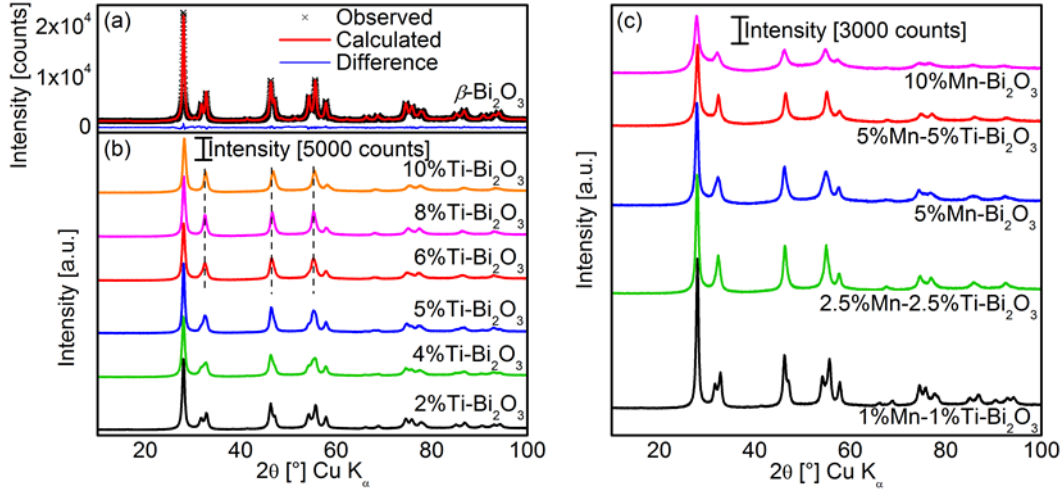 (a)
2x10⁴
1x10⁴
0
Intensity [counts]
× Observed
Calculated
Difference
β-Bi₂O₃
(b)
Intensity [5000 counts]
10%Ti-Bi₂O₃
8%Ti-Bi₂O₃
6%Ti-Bi₂O₃
5%Ti-Bi₂O₃
4%Ti-Bi₂O₃
2%Ti-Bi₂O₃
Intensity [a.u.]
20 40 60 80 100
2θ [°] Cu Kα
(c)
Intensity [3000 counts]
10%Mn-Bi₂O₃
5%Mn-5%Ti-Bi₂O₃
5%Mn-Bi₂O₃
2.5%Mn-2.5%Ti-Bi₂O₃
1%Mn-1%Ti-Bi₂O₃
Intensity [a.u.]
20 40 60 80 100
2θ [°] Cu Kα